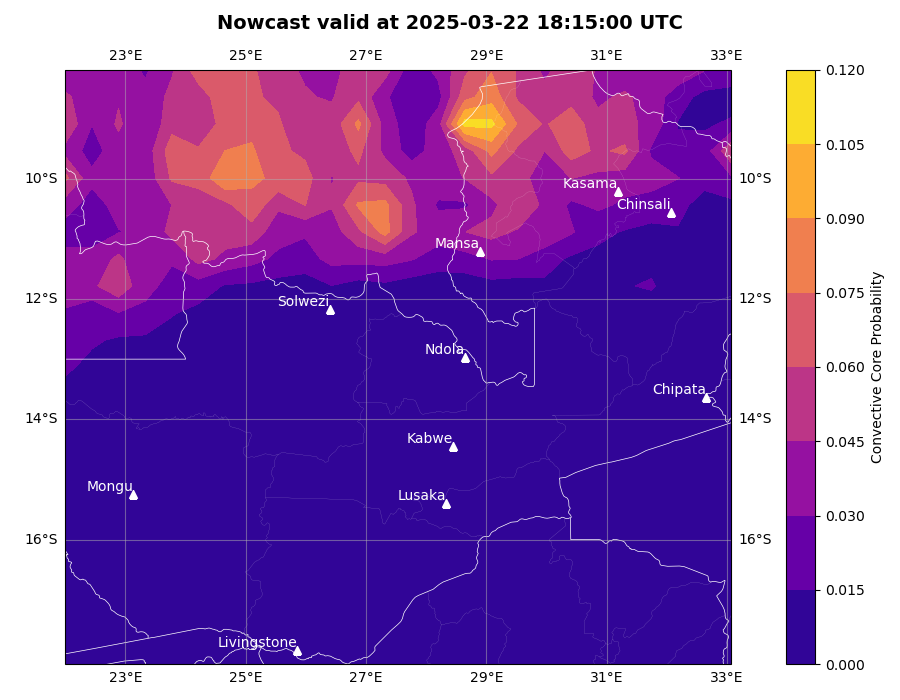 Nowcast valid at 2025-03-22 18:15:00 UTC
23°E 25°E 27°E 29°E 31°E 33°E
0.120
0.105
10°S Kasama 10°S
Chinsali
0.090
Mansa
0.075
12°S Solwezi 12°S
Ndola
0.060
Chipata
14°S 14°S
Kabwe
0.045
Mongu
Lusaka
0.030
16°S 16°S
0.015
Livingstone
0.000
23°E 25°E 27°E 29°E 31°E 33°E
Convective Core Probability